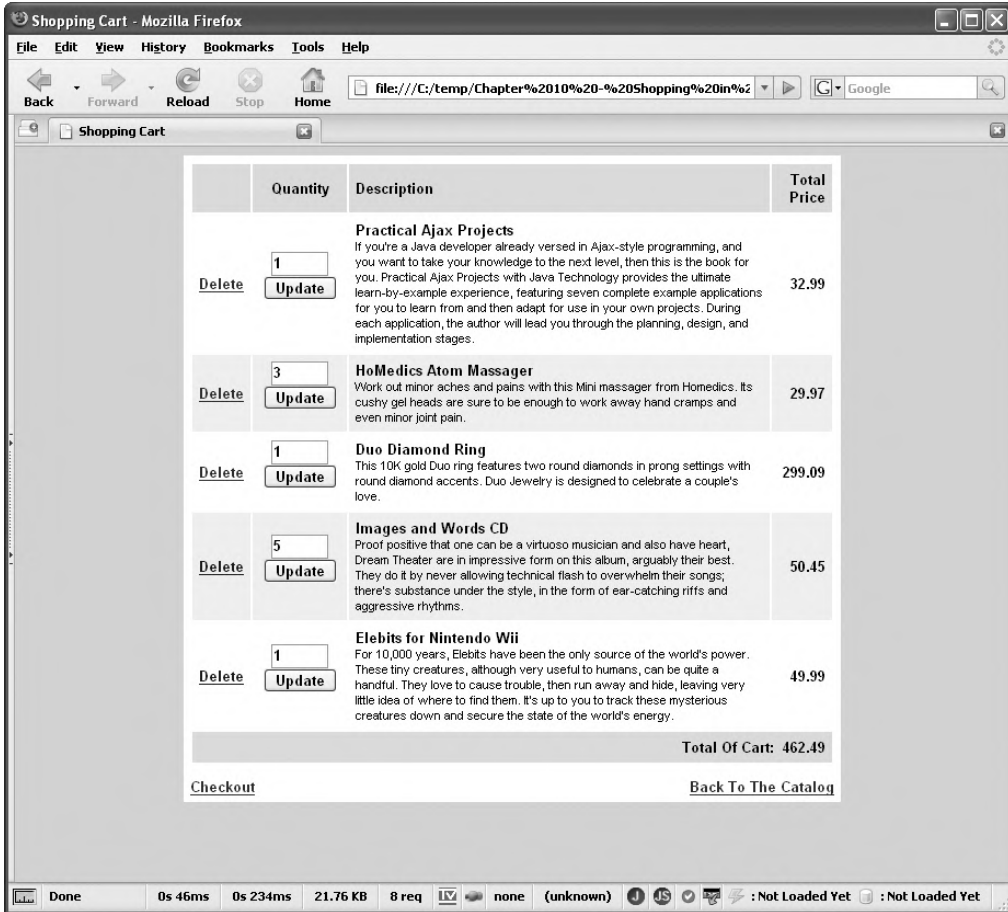 Shopping Cart - Mozilla Firefox
File Edit View History Bookmarks Tools Help
Back Forward Reload Stop Home file:///C:/temp/Chapter%2010%20-%20Shopping%20in%2 G Google
Shopping Cart
Quantity Description Total
Price
Practical Ajax Projects
If you're a Java developer already versed in Ajax-style programming, and
you want to take your knowledge to the next level, then this is the book for
you. Practical Ajax Projects with Java Technology provides the ultimate
learn-by-example experience, featuring seven complete example applications
for you to learn from and then adapt for use in your own projects. During
each application, the author will lead you through the planning, design, and
implementation stages.
Delete 1 Update 32.99
HoMedics Atom Massager
Work out minor aches and pains with this Mini massager from Homedics. Its
cushy gel heads are sure to be enough to work away hand cramps and
even minor joint pain.
Delete 3 Update 29.97
Duo Diamond Ring
This 10K gold Duo ring features two round diamonds in prong settings with
round diamond accents. Duo Jewelry is designed to celebrate a couple's
love.
Delete 1 Update 299.09
Images and Words CD
Proof positive that one can be a virtuoso musician and also have heart,
Dream Theater are in impressive form on this album, arguably their best.
They do it by never allowing technical flash to overwhelm their songs;
there's substance under the style, in the form of ear-catching riffs and
aggressive rhythms.
Delete 5 Update 50.45
Elebits for Nintendo Wii
For 10,000 years, Elebits have been the only source of the world's power.
These tiny creatures, although very useful to humans, can be quite a
handful. They love to cause trouble, then run away and hide, leaving very
little idea of where to find them. It's up to you to track these mysterious
creatures down and secure the state of the world's energy.
Delete 1 Update 49.99
Total Of Cart: 462.49
Checkout Back To The Catalog
Done 0s 46ms 0s 234ms 21.76 KB 8 req none (unknown) J JS : Not Loaded Yet : Not Loaded Yet